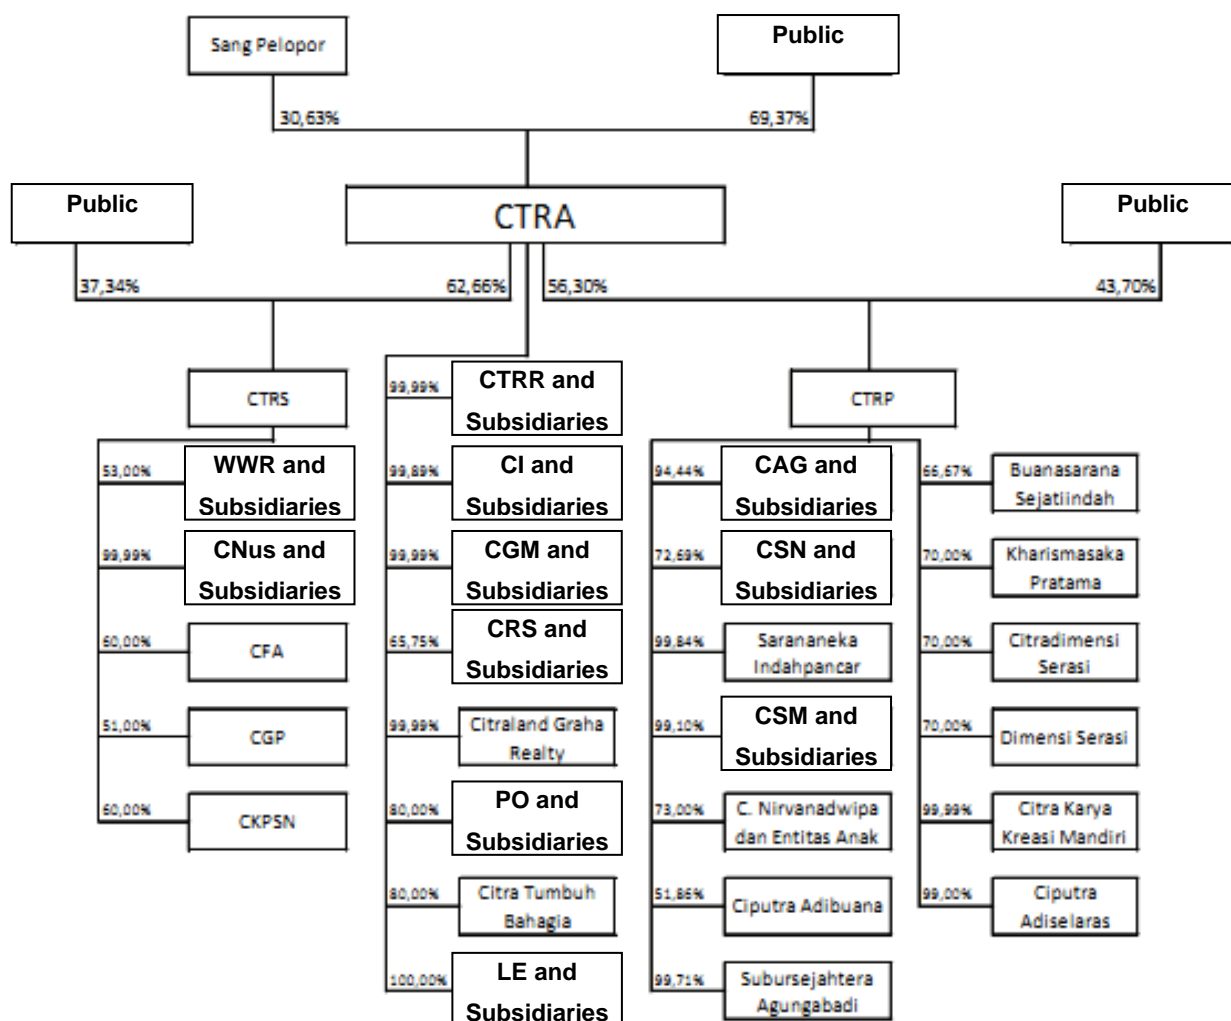 Sang Pelopor
Public
30,63%
69,37%
Public
CTRA
Public
37,34%
62,66%
56,30%
43,70%
CTRS
99,99%
CTRR and
Subsidiaries
CTRP
53,00%
WWR and
Subsidiaries
99,89%
CI and
Subsidiaries
94,44%
CAG and
Subsidiaries
66,67%
Buanasarana
Sejatiindah
99,99%
CNus and
Subsidiaries
99,99%
CGM and
Subsidiaries
72,69%
CSN and
Subsidiaries
70,00%
Kharismasaka
Pratama
60,00%
CFA
65,75%
CRS and
Subsidiaries
99,84%
Sarananeka
Indahpancar
70,00%
Citradimensi
Serasi
51,00%
CGP
99,99%
Citraland Graha
Realty
99,10%
CSM and
Subsidiaries
70,00%
Dimensi Serasi
60,00%
CKPSN
80,00%
PO and
Subsidiaries
73,00%
C. Nirvanadwipa
dan Entitas Anak
99,99%
Citra Karya
Kreasi Mandiri
80,00%
Citra Tumbuh
Bahagia
51,86%
Ciputra Adibuana
99,00%
Ciputra
Adiselaras
100,00%
LE and
Subsidiaries
99,71%
Subursejahtera
Agungabadi